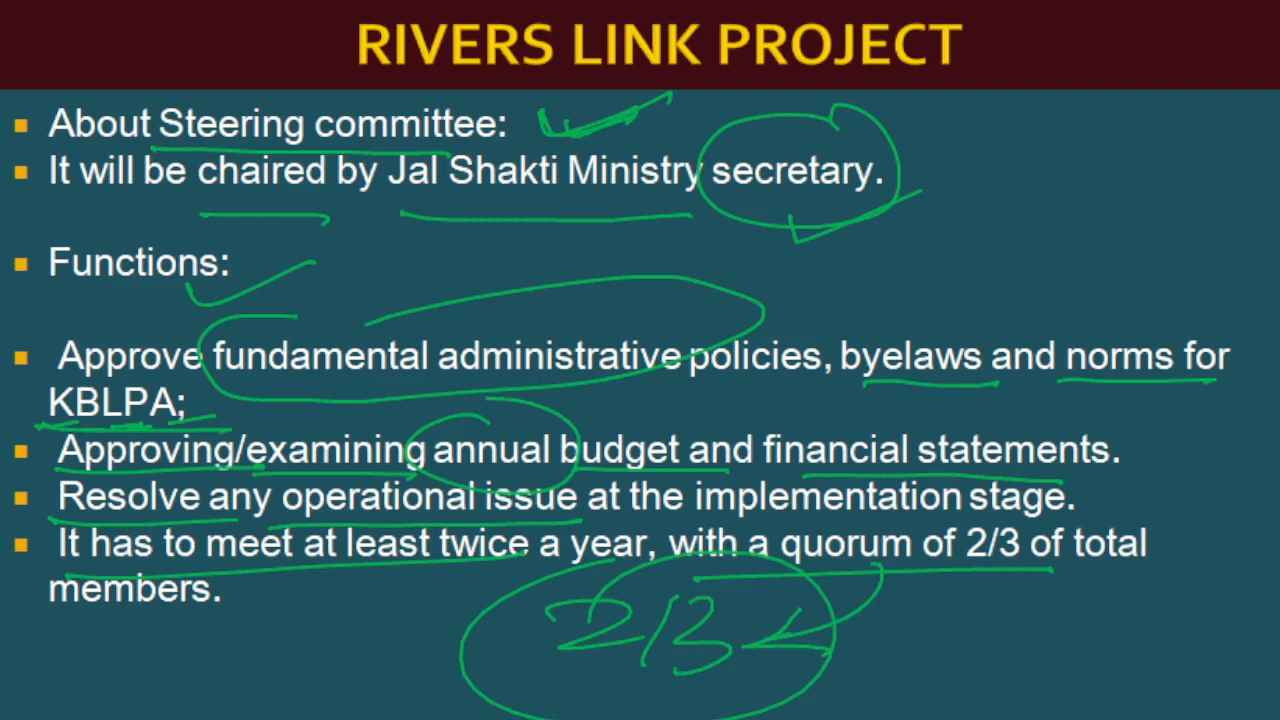 RIVERS LINK PROJECT
About Steering committee:
It will be chaired by Jal Shakti Ministry secretary.
Functions:
Approve fundamental administrative policies, byelaws and norms for
KBLPA;
Approving/examining annual budget and financial statements.
Resolve any operational issue at the implementation stage.
It has to meet at least twice a year, with a quorum of 2/3 of total
members.
2/3